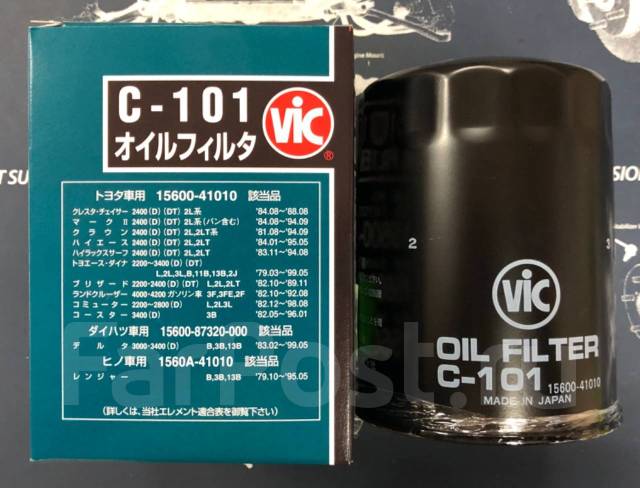 C-101
オイルフィルタ
VIC
®
トヨタ車用 15600-41010 該当品
クレスタ・チェイサー 2400(D)(DT) 2L系 '84.08~'88.08
マークII 2400(D)(DT) 2L系(バン含む) '84.08~'94.09
クラウン 2400(D)(DT) 2L,2LT系 '81.08~'94.09
ハイエース 2400(D)(DT) 2L,2LT '84.01~'95.05
ハイラックスサーフ 2400(D)(DT) 2L,2LT '83.11~'94.08
トヨエース・ダイナ 2200~3400(D)(DT)
L,2L,3L,B,11B,13B,2J '79.03~'99.05
ブリザード 2200-2400(D)(DT) L,2L,2LT '82.10~'89.11
ランドクルーザー 4000-4200 ガソリン車 3F,3FE,2F '82.10~'92.08
コミューター 2200~2800(D) L,2L3L '82.12~'98.08
コースター 3400(D) 3B '82.05~'96.01
ダイハツ車用 15600-87320-000 該当品
デルタ 3000-3400(D) B,3B,13B '83.02~'99.05
ヒノ車用 1560A-41010 該当品
レンジャー B,3B,13B '79.10~'95.05
(詳しくは、当社エレメント適合表を御覧下さい)
2
3
VIC
OIL FILTER
C-101 15600-41010
MADE IN JAPAN
farpost.ru